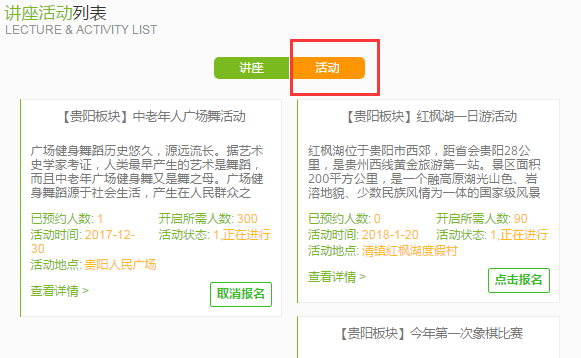 讲座活动列表
LECTURE & ACTIVITY LIST
讲座 活动
【贵阳板块】中老年人广场舞活动
广场健身舞蹈历史悠久，源远流长。据艺术
史学家考证，人类最早产生的艺术是舞蹈，
而且中老年广场健身舞又是舞之母。广场健
身舞蹈源于社会生活，产生在人民群众之
已预约人数: 1 开启所需人数: 300
活动时间: 2017-12-
30
活动状态: 1,正在进行
活动地点: 贵阳人民广场
查看详情 >
取消报名
【贵阳板块】红枫湖一日游活动
红枫湖位于贵阳市西郊，距省会贵阳28公
里，是贵州西线黄金旅游第一站。景区面积
200平方公里，是一个融高原湖光山色、岩
溶地貌、少数民族风情为一体的国家级风景
已预约人数: 0 开启所需人数: 90
活动时间: 2018-1-20 活动状态: 1,正在进行
活动地点: 清镇红枫湖度假村
查看详情 >
点击报名
【贵阳板块】今年第一次象棋比赛